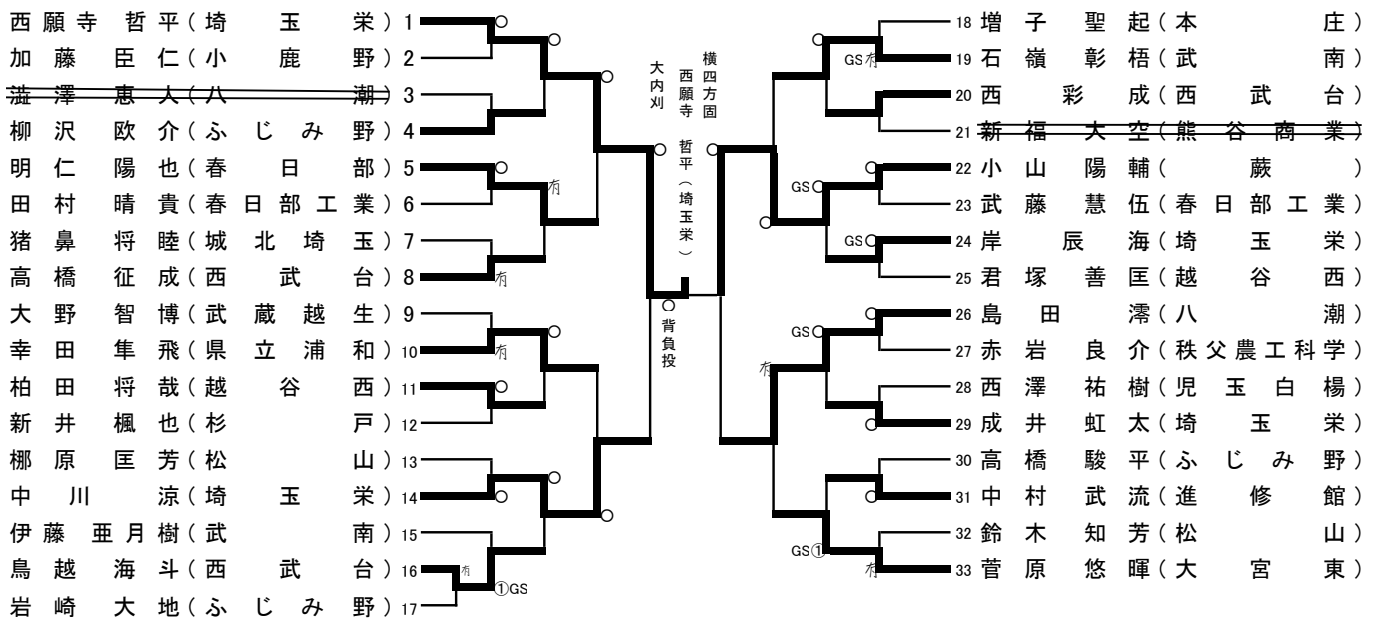 西願寺 哲平(埼玉栄) 1
加藤 臣仁(小鹿野) 2
澁澤 恵人(八潮) 3
柳沢 欧介(ふじみ野) 4
明仁 陽也(春日部) 5
田村 晴貴(春日部工業) 6
猪鼻 将睦(城北埼玉) 7
高橋 征成(西武台) 8
大野 智博(武蔵越生) 9
幸田 隼飛(県立浦和) 10
柏田 将哉(越谷西) 11
新井 楓也(杉戸) 12
梛原 匡芳(松山) 13
中川 涼(埼玉栄) 14
伊藤 亜月樹(武南) 15
鳥越 海斗(西武台) 16
岩崎 大地(ふじみ野) 17
有
有
有
有
①GS
大内刈
横四方固
西願寺 哲平(埼玉栄)
背負投
18 増子 聖起(本庄)
19 石嶺 彰梧(武南)
20 西 彩成(西武台)
21 新福 大空(熊谷商業)
22 小山 陽輔(蕨)
23 武藤 慧伍(春日部工業)
24 岸 辰海(埼玉栄)
25 君塚 善匡(越谷西)
26 島田 澪(八潮)
27 赤岩 良介(秩父農工科学)
28 西澤 祐樹(児玉白楊)
29 成井 虹太(埼玉栄)
30 高橋 駿平(ふじみ野)
31 中村 武流(進修館)
32 鈴木 知芳(松山)
33 菅原 悠暉(大宮東)
GS有
GS○
GS○
GS○
有
GS①
有